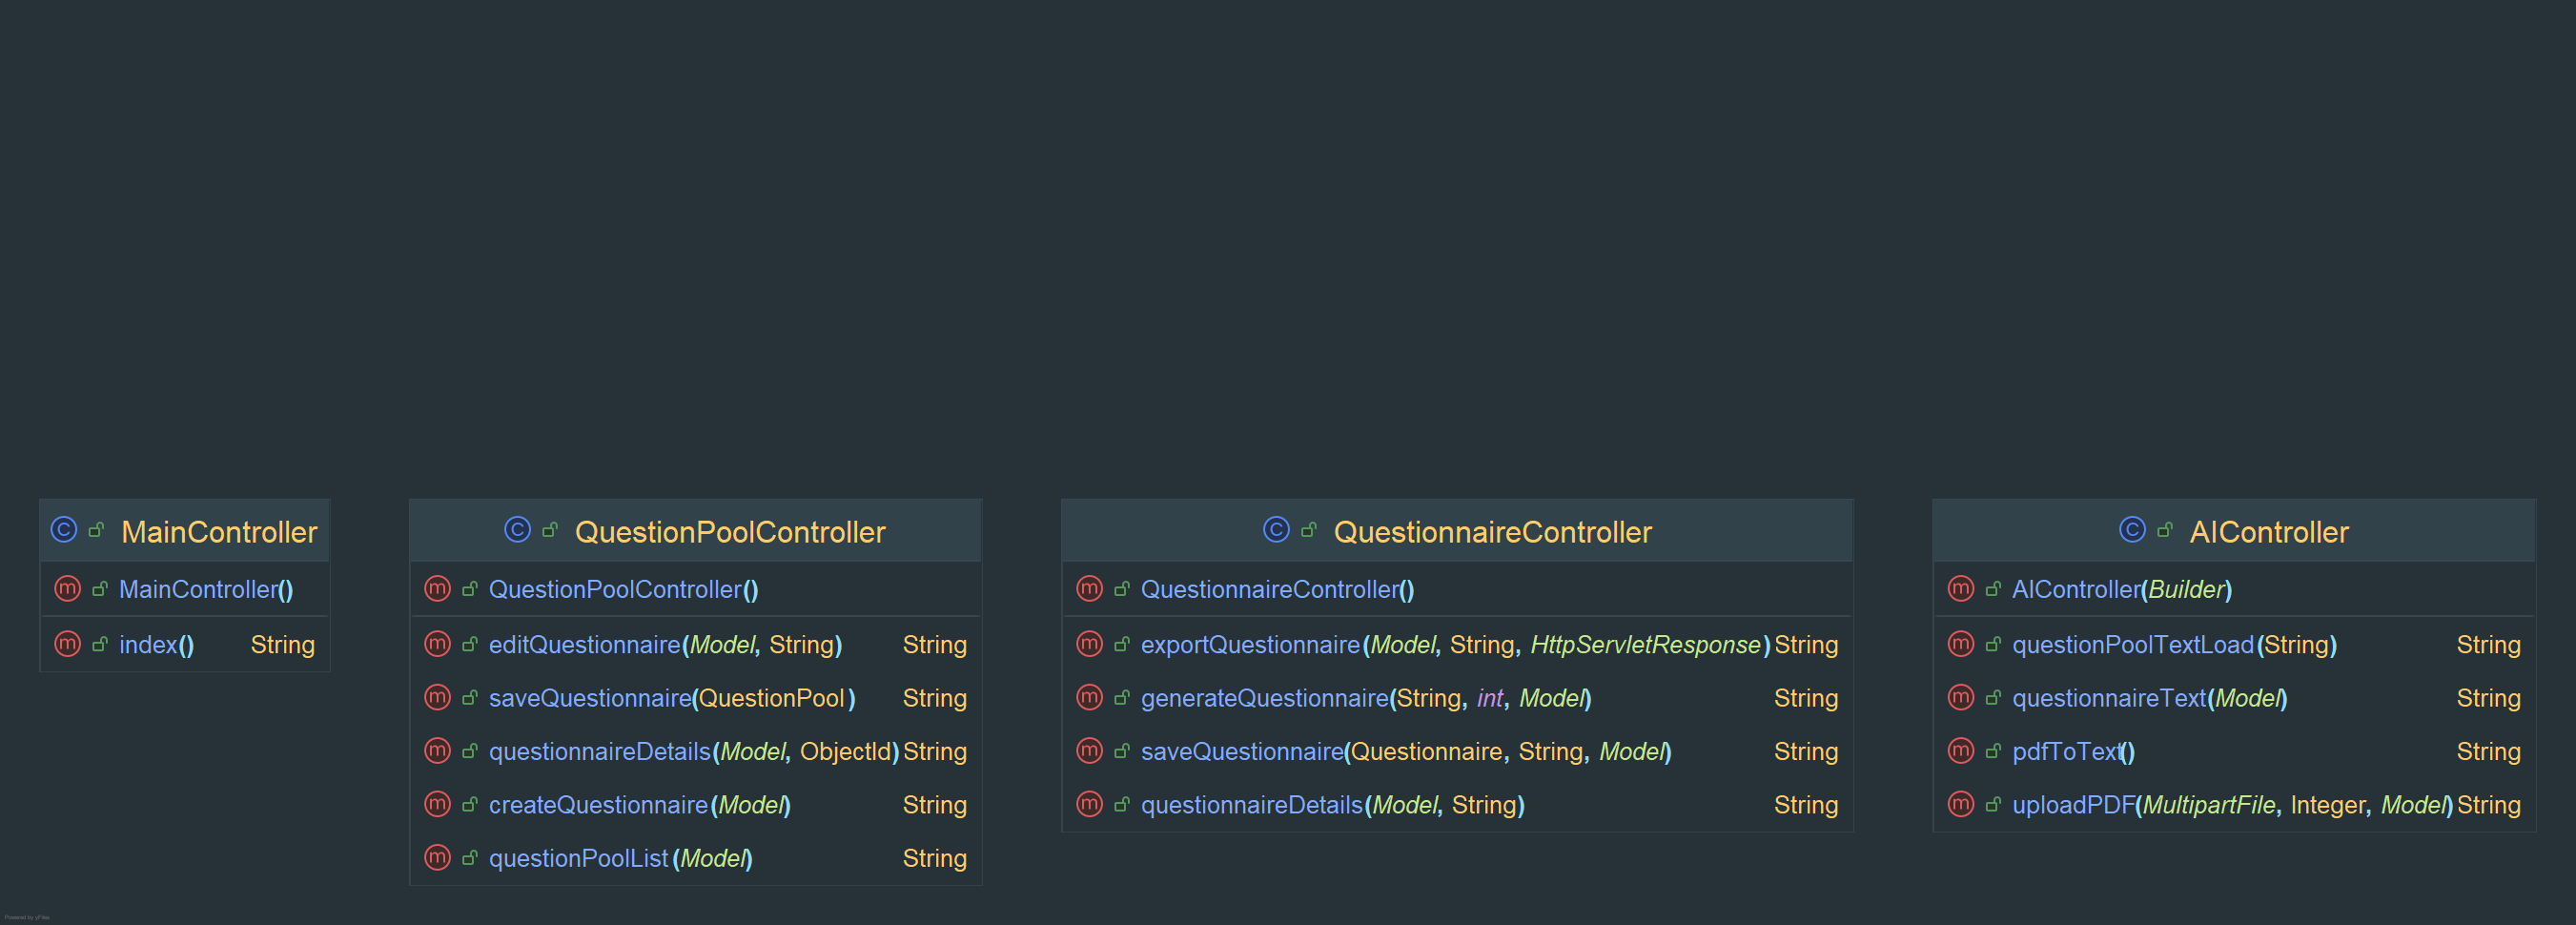 MainController
MainController()
index() String
QuestionPoolController
QuestionPoolController()
editQuestionnaire(Model, String) String
saveQuestionnaire(QuestionPool) String
questionnaireDetails(Model, ObjectId) String
createQuestionnaire(Model) String
questionPoolList(Model) String
QuestionnaireController
QuestionnaireController()
exportQuestionnaire(Model, String, HttpServletResponse) String
generateQuestionnaire(String, int, Model) String
saveQuestionnaire(Questionnaire, String, Model) String
questionnaireDetails(Model, String) String
AIController
AIController(Builder)
questionPoolTextLoad(String) String
questionnaireText(Model) String
pdfToText() String
uploadPDF(MultipartFile, Integer, Model) String
Powered by yFiles